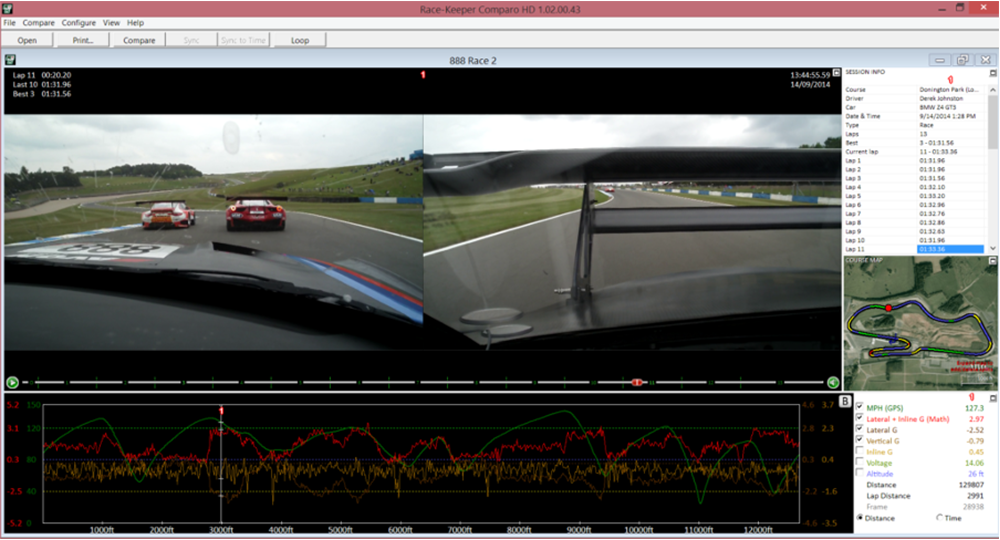 Race-Keeper Comparo HD 1.02.00.43
File Compare Configure View Help
Open Print... Compare Sync Sync to Time Loop
888 Race 2
Lap 11 00:20.20
Last 10 01:31.96
Best 3 01:31.56
1
13:44:55.59
14/09/2014
888
SESSION INFO
Course Donington Park (Lo...
Driver Derek Johnston
Car BMW Z4 GT3
Date & Time 9/14/2014 1:28 PM
Type Race
Laps 13
Best 3 - 01:31.56
Current lap 11 - 01:33.36
Lap 1 01:31.96
Lap 2 01:31.96
Lap 3 01:31.56
Lap 4 01:32.10
Lap 5 01:33.20
Lap 6 01:32.96
Lap 7 01:32.76
Lap 8 01:32.86
Lap 9 01:32.63
Lap 10 01:31.96
Lap 11 01:33.36
COURSE MAP
B
5.2 150 4.6 3.7
3.1 120 2.8 2.3
0.3 80 0.5 0.4
-2.5 40 -2.2 -1.6
-5.2 0 -4.6 -3.5
1
1000ft 2000ft 3000ft 4000ft 5000ft 6000ft 7000ft 8000ft 9000ft 10000ft 11000ft 12000ft
MPH (GPS) 127.3
Lateral + Inline G (Math) 2.97
Lateral G -2.52
Vertical G -0.79
Inline G 0.45
Voltage 14.06
Altitude 26 ft
Distance 129807
Lap Distance 2991
Frame 28938
Distance Time